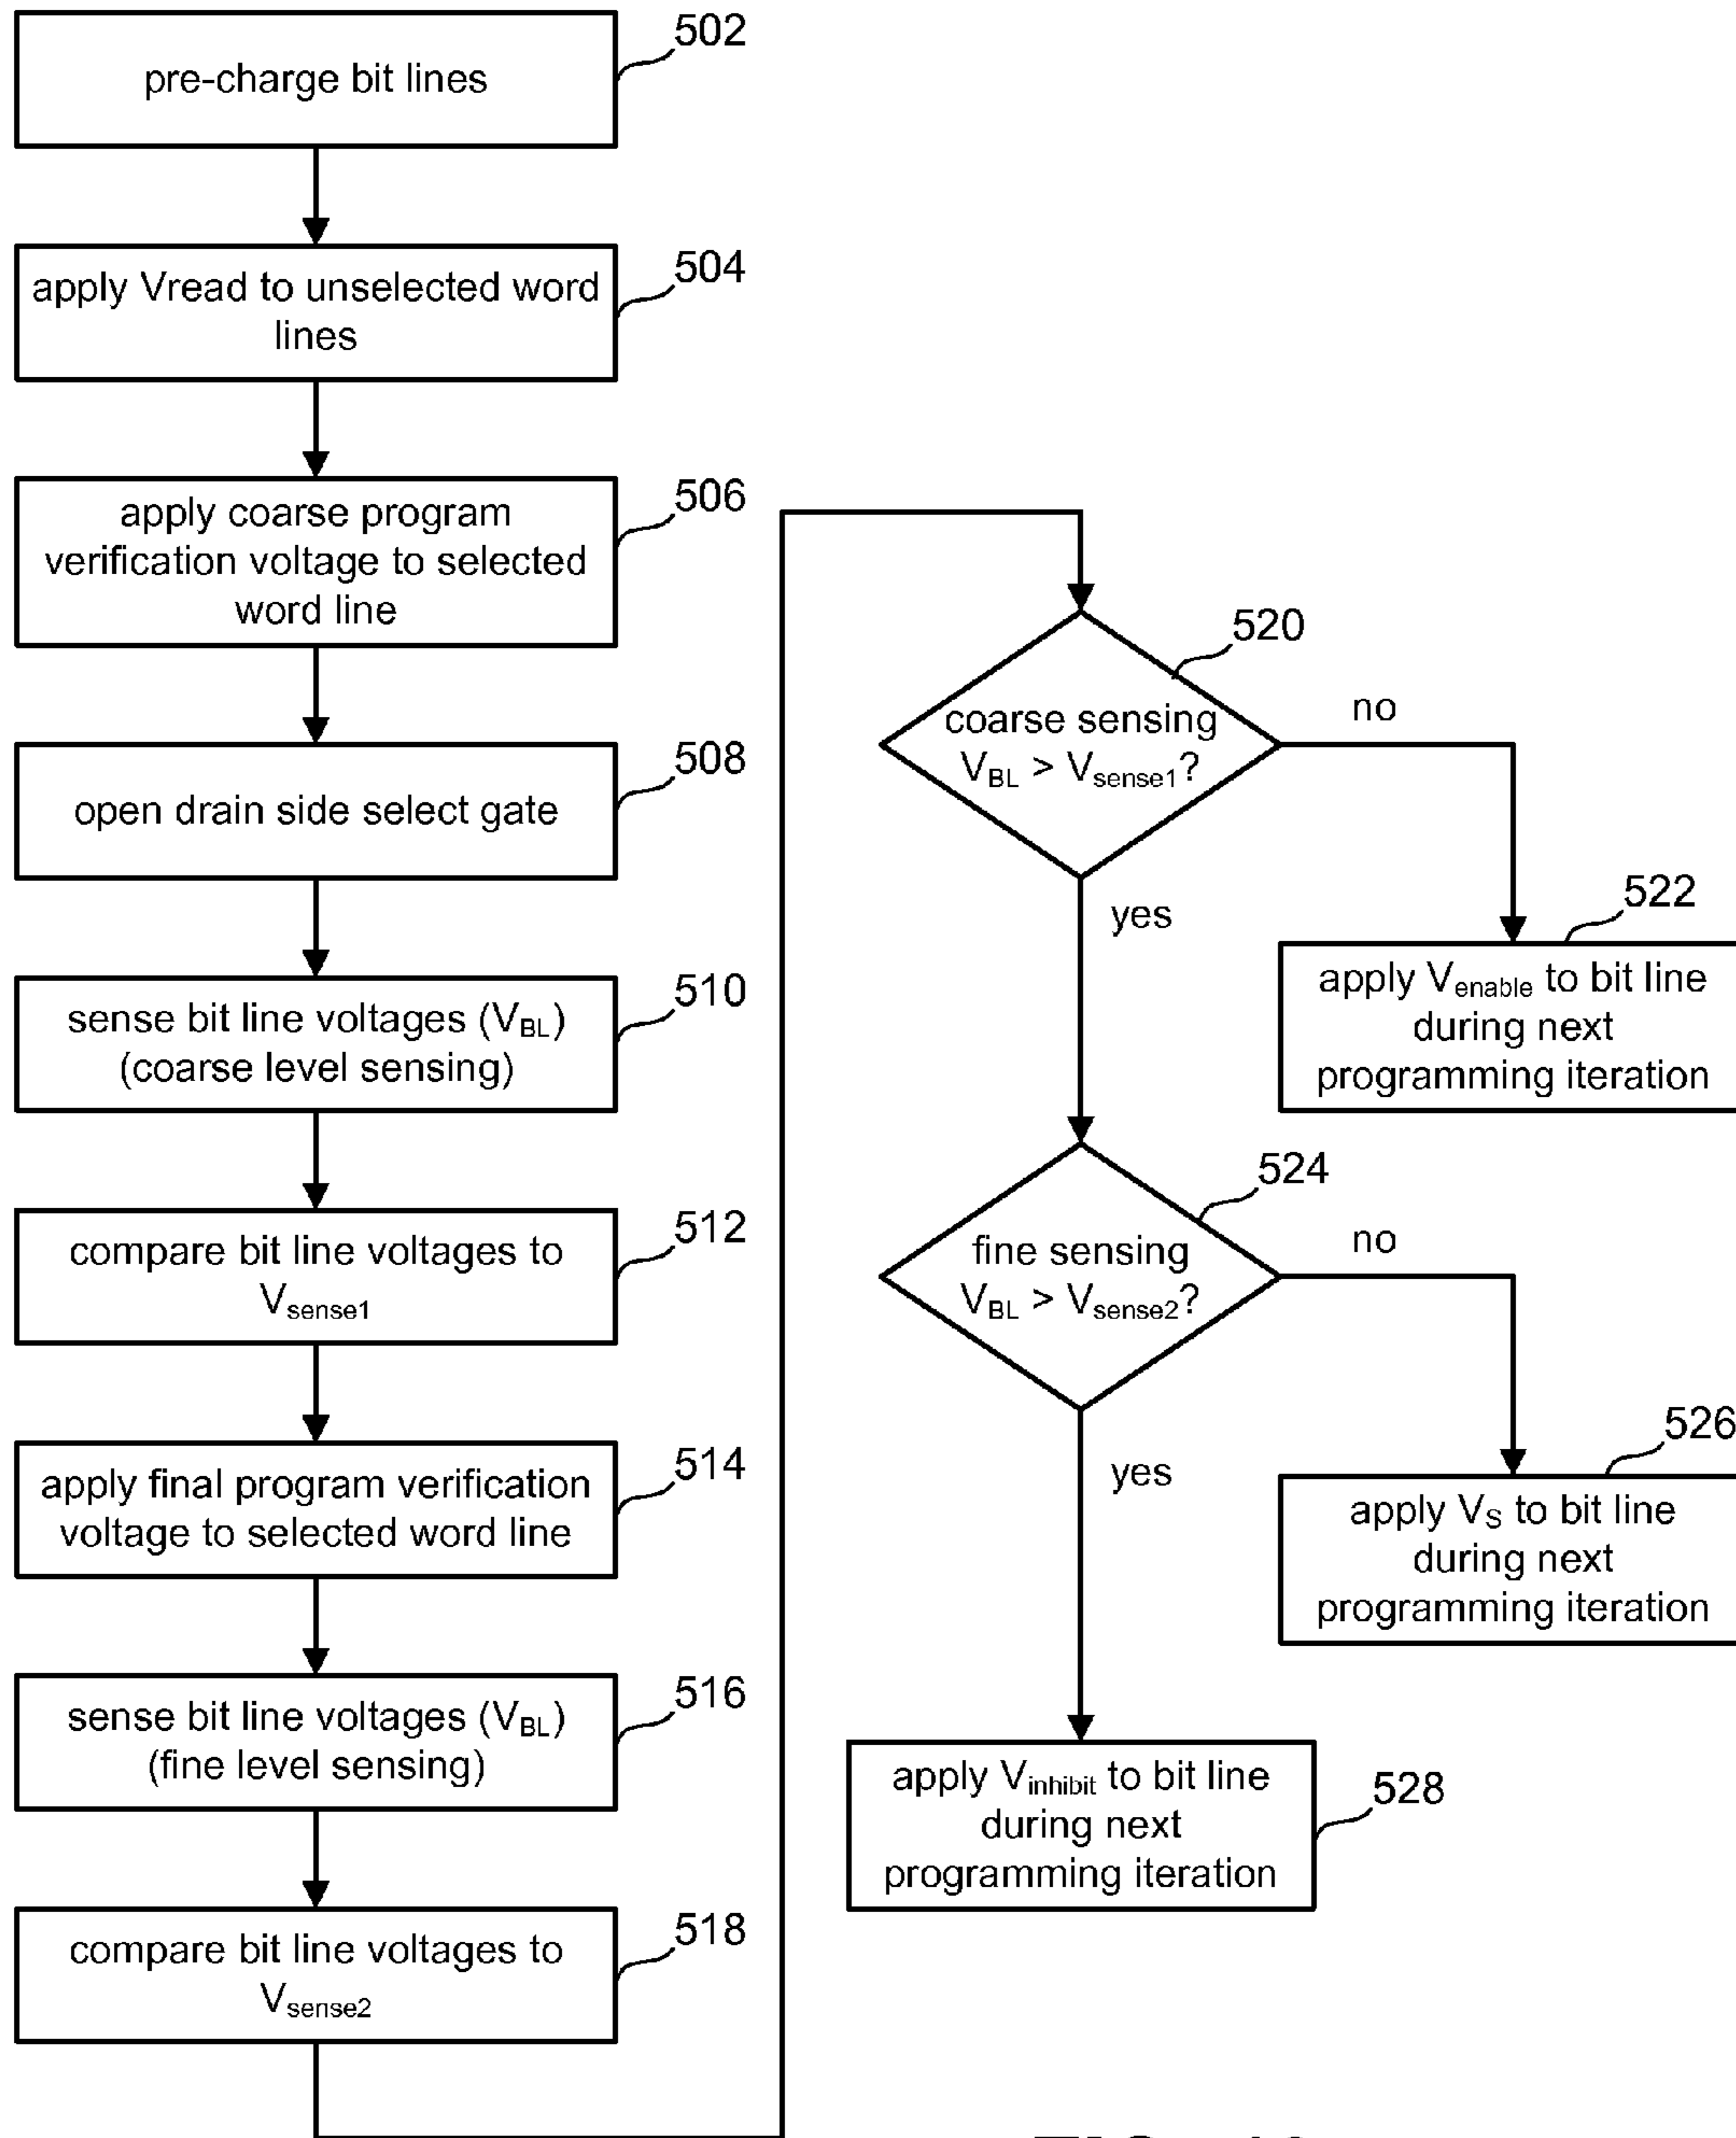 pre-charge bit lines
502
apply Vread to unselected word
lines
504
apply coarse program
verification voltage to selected
word line
506
open drain side select gate
508
sense bit line voltages (VBL)
(coarse level sensing)
510
compare bit line voltages to
Vsense1
512
apply final program verification
voltage to selected word line
514
sense bit line voltages (VBL)
(fine level sensing)
516
compare bit line voltages to
Vsense2
518
coarse sensing
VBL > Vsense1?
520
no
yes
apply Venable to bit line
during next
programming iteration
522
fine sensing
VBL > Vsense2?
524
no
yes
apply VS to bit line
during next
programming iteration
526
apply Vinhibit to bit line
during next
programming iteration
528